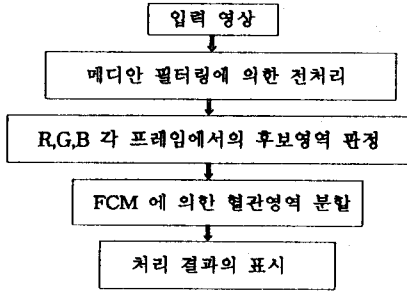 입력 영상
메디안 필터링에 의한 전처리
R,G,B 각 프레임에서의 후보영역 판정
FCM 에 의한 혈관영역 분할
처리 결과의 표시